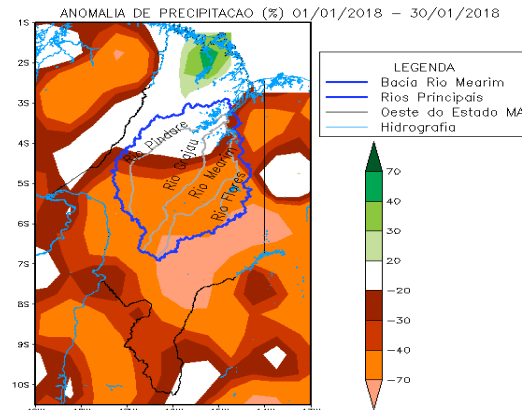 ANOMALIA DE PRECIPITACAO (%) 01/01/2018 – 30/01/2018
LEGENDA
Bacia Rio Mearim
Rios Principais
Oeste do Estado MA
Hidrografia
1S
2S
3S
4S
5S
6S
7S
8S
9S
10S
Rio Pindare
Rio Grajau
Rio Mearim
Rio Flores
70
40
30
20
−20
−30
−40
−70